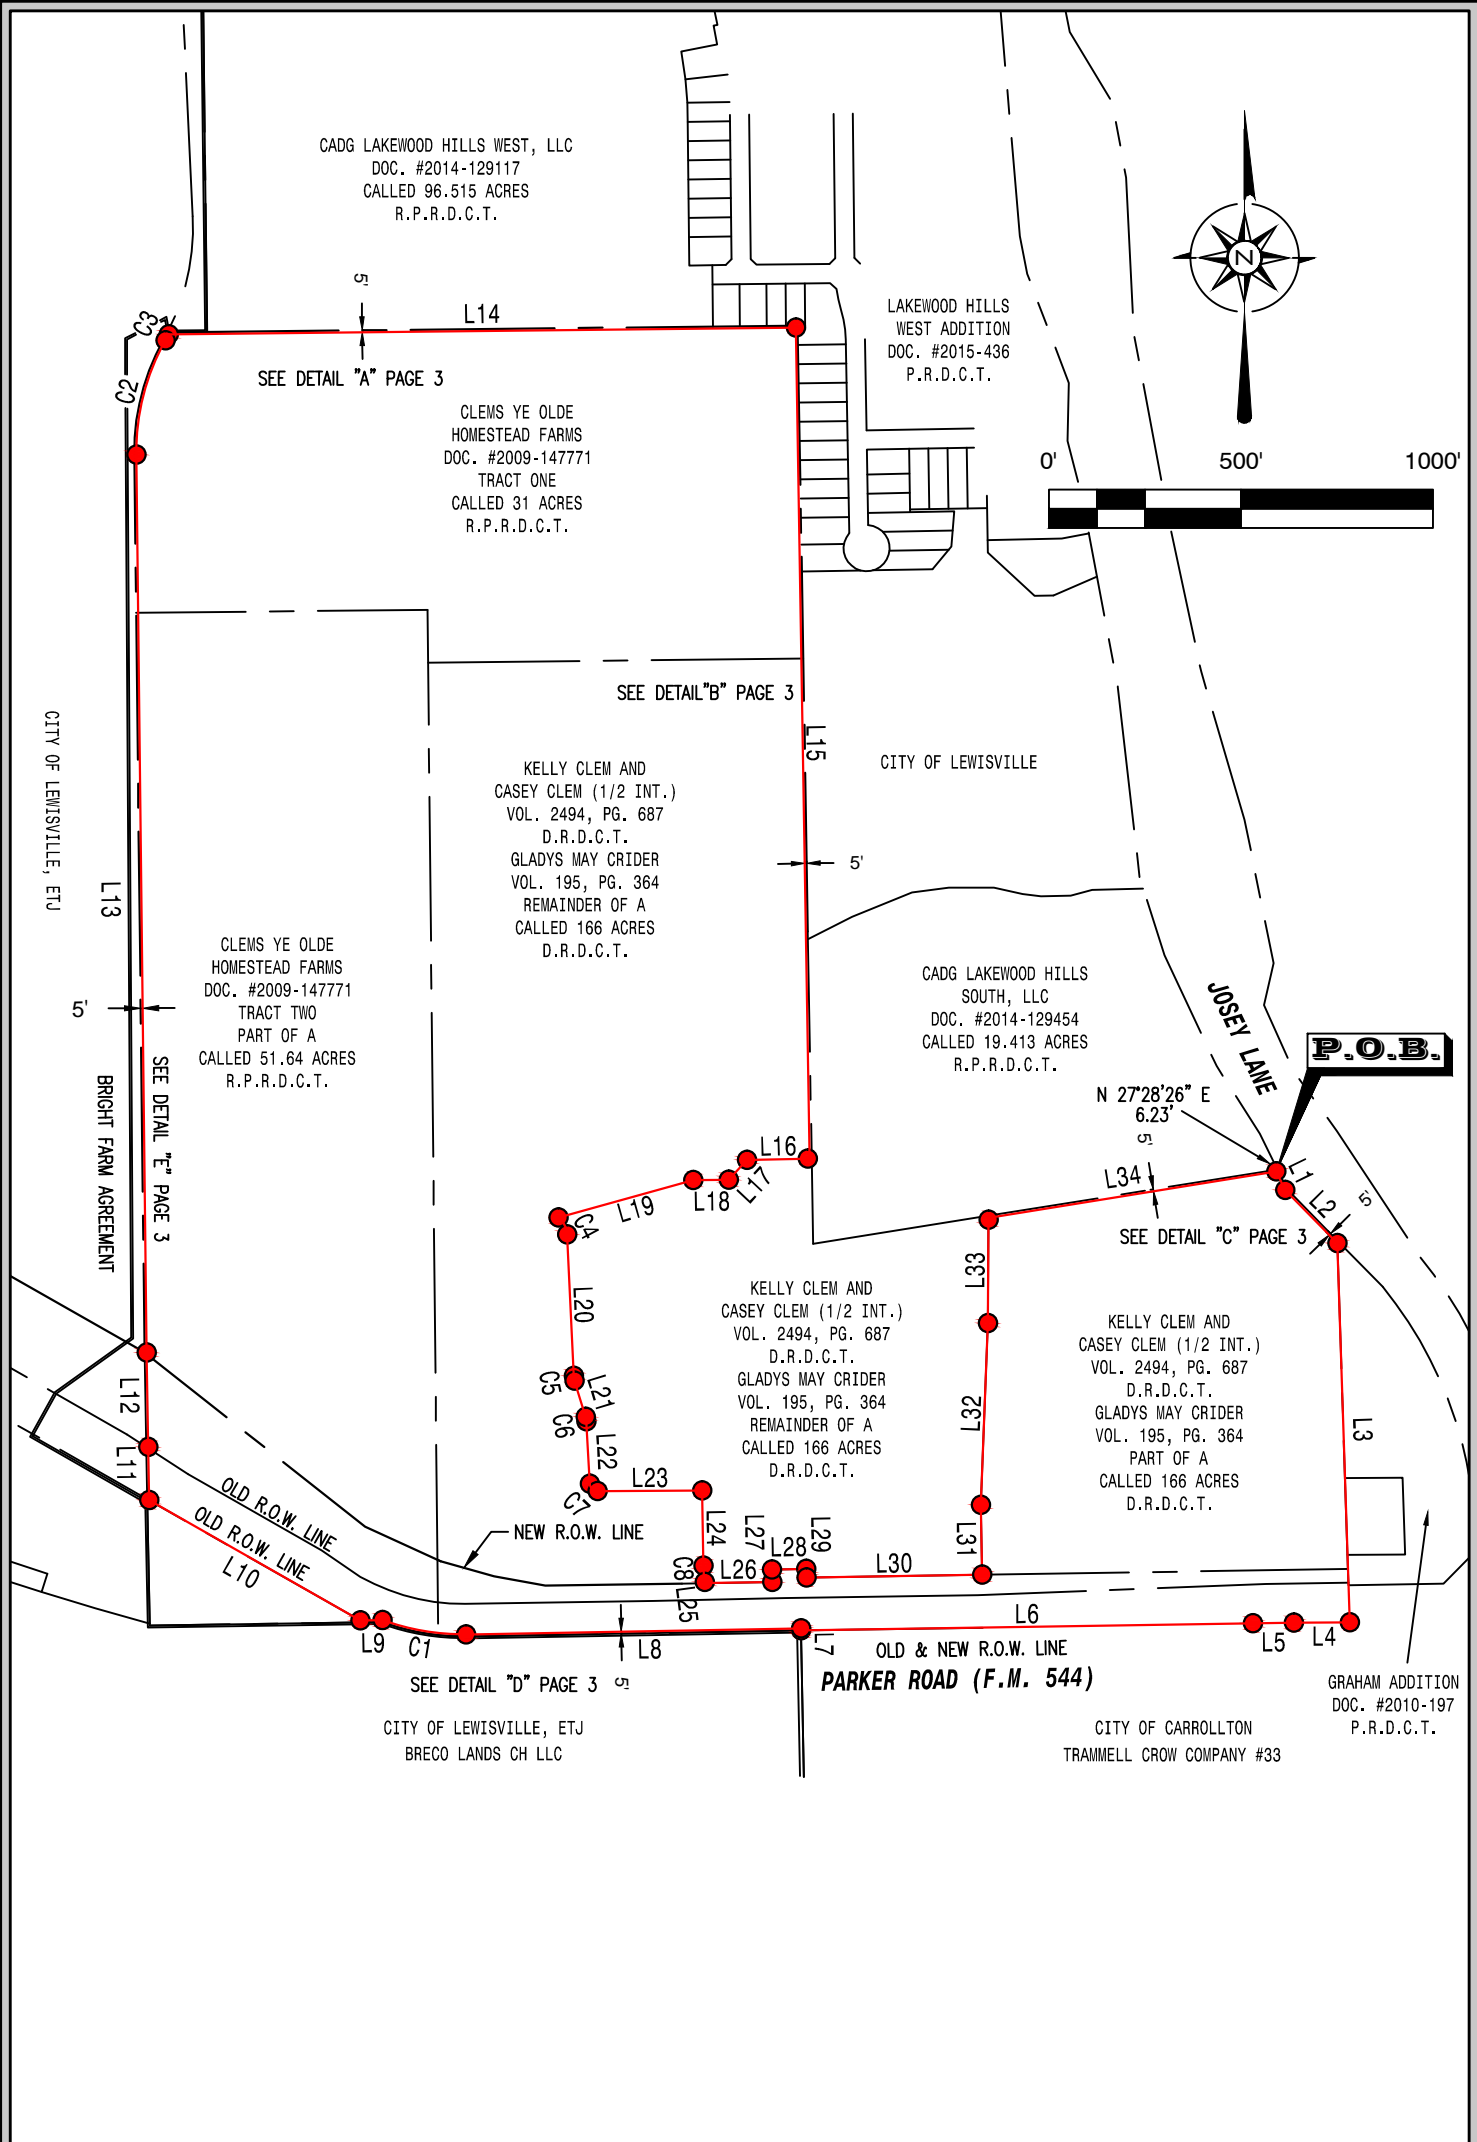 CADG LAKEWOOD HILLS WEST, LLC
DOC. #2014-129117
CALLED 96.515 ACRES
R.P.R.D.C.T.
5'
L14
C3
C2
SEE DETAIL "A" PAGE 3
LAKEWOOD HILLS
WEST ADDITION
DOC. #2015-436
P.R.D.C.T.
N
0'
500'
1000'
CLEMS YE OLDE
HOMESTEAD FARMS
DOC. #2009-147771
TRACT ONE
CALLED 31 ACRES
R.P.R.D.C.T.
SEE DETAIL"B" PAGE 3
L15
CITY OF LEWISVILLE, ETJ
CITY OF LEWISVILLE
KELLY CLEM AND
CASEY CLEM (1/2 INT.)
VOL. 2494, PG. 687
D.R.D.C.T.
GLADYS MAY CRIDER
VOL. 195, PG. 364
REMAINDER OF A
CALLED 166 ACRES
D.R.D.C.T.
5'
L13
CLEMS YE OLDE
HOMESTEAD FARMS
DOC. #2009-147771
TRACT TWO
PART OF A
CALLED 51.64 ACRES
R.P.R.D.C.T.
5'
SEE DETAIL "E" PAGE 3
BRIGHT FARM AGREEMENT
CADG LAKEWOOD HILLS
SOUTH, LLC
DOC. #2014-129454
CALLED 19.413 ACRES
R.P.R.D.C.T.
JOSEY LANE
P.O.B.
N 27°28'26" E
6.23'
5'
L34
L1
L2
5'
SEE DETAIL "C" PAGE 3
L16
L17
L18
L19
C4
L20
C5
L21
C6
L22
C7
L23
L24
C8
L25
L26
L27
L28
L29
L30
L31
L32
L33
KELLY CLEM AND
CASEY CLEM (1/2 INT.)
VOL. 2494, PG. 687
D.R.D.C.T.
GLADYS MAY CRIDER
VOL. 195, PG. 364
REMAINDER OF A
CALLED 166 ACRES
D.R.D.C.T.
KELLY CLEM AND
CASEY CLEM (1/2 INT.)
VOL. 2494, PG. 687
D.R.D.C.T.
GLADYS MAY CRIDER
VOL. 195, PG. 364
PART OF A
CALLED 166 ACRES
D.R.D.C.T.
L3
L12
L11
OLD R.O.W. LINE
OLD R.O.W. LINE
L10
NEW R.O.W. LINE
L9
C1
L8
5'
L7
L6
L5
L4
OLD & NEW R.O.W. LINE
PARKER ROAD (F.M. 544)
SEE DETAIL "D" PAGE 3
CITY OF LEWISVILLE, ETJ
BRECO LANDS CH LLC
CITY OF CARROLLTON
TRAMMELL CROW COMPANY #33
GRAHAM ADDITION
DOC. #2010-197
P.R.D.C.T.